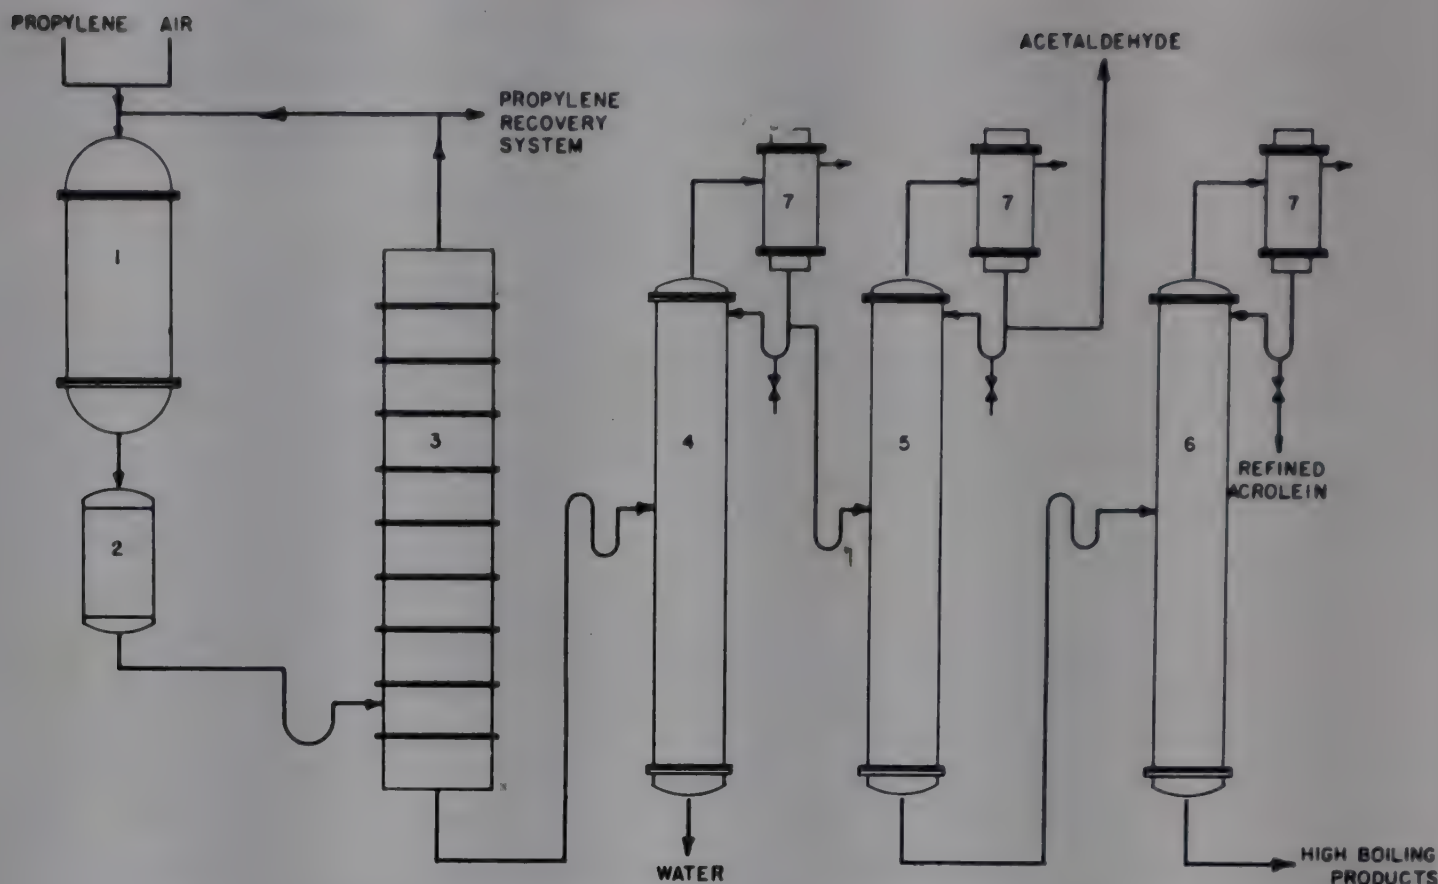 PROPYLENE AIR
ACETALDEHYDE
PROPYLENE
RECOVERY
SYSTEM
7
7
7
1
3
4
5
6
2
REFINED
ACROLEIN
WATER
HIGH BOILING
PRODUCTS